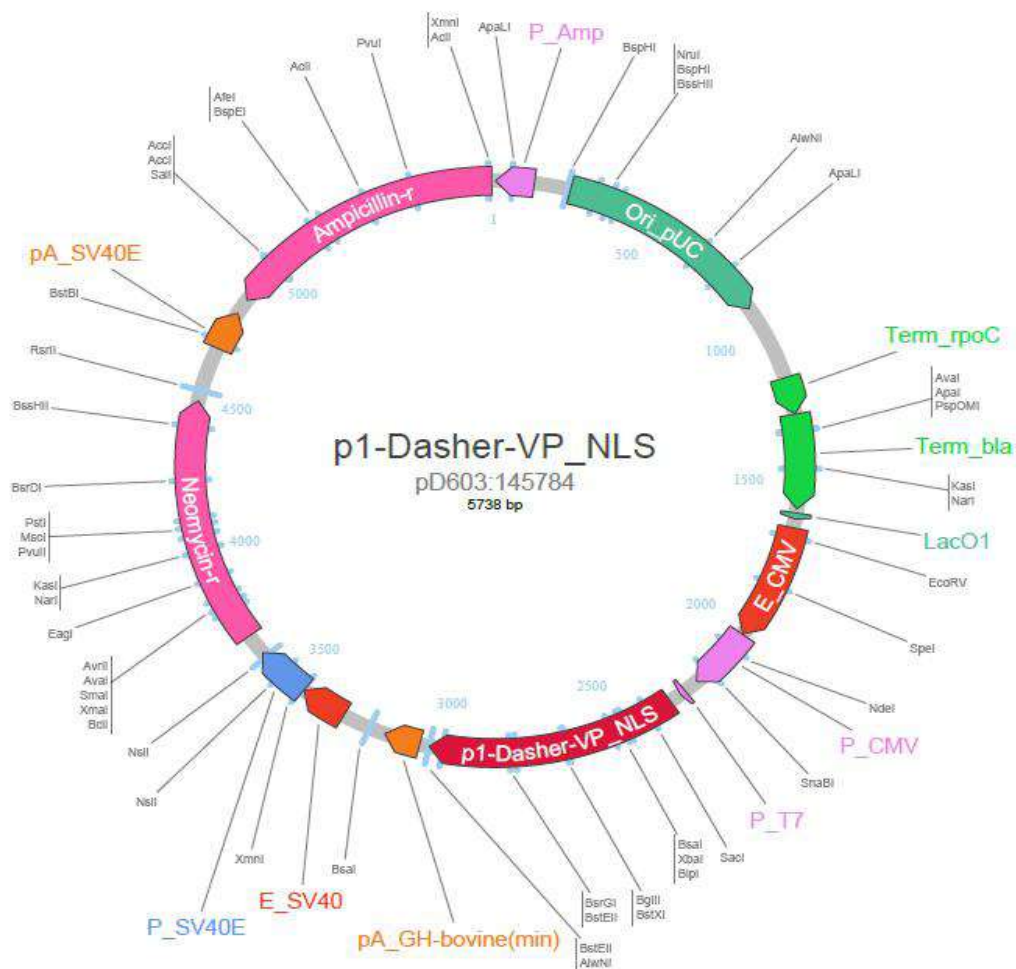 XmnI
AclI
ApaLI
P_Amp
BspHI
NruI
BspHI
BssHII
AlwNI
ApaLI
Term_rpoC
AvaI
ApaI
PspOMI
Term_bla
KasI
NarI
LacO1
EcoRV
SpeI
NdeI
P_CMV
SnaBI
P_T7
SacI
BsaI
XbaI
BlpI
BglII
BstXI
BsrGI
BstEII
BstEII
AlwNI
pA_GH-bovine(min)
BsaI
E_SV40
XmnI
P_SV40E
NsiI
NsiI
AvrII
AvaI
SmaI
XmaI
BclI
EagI
KasI
NarI
PstI
MscI
PvuII
BsrDI
BssHII
RsrII
BstBI
pA_SV40E
AccI
AccI
SalI
AfeI
BspEI
AclI
PvuI
Ampicillin-r
Ori_pUC
E_CMV
p1-Dasher-VP_NLS
Neomycin-r
1
500
1000
1500
2000
2500
3000
3500
4000
4500
5000
p1-Dasher-VP_NLS
pD603:145784
5738 bp